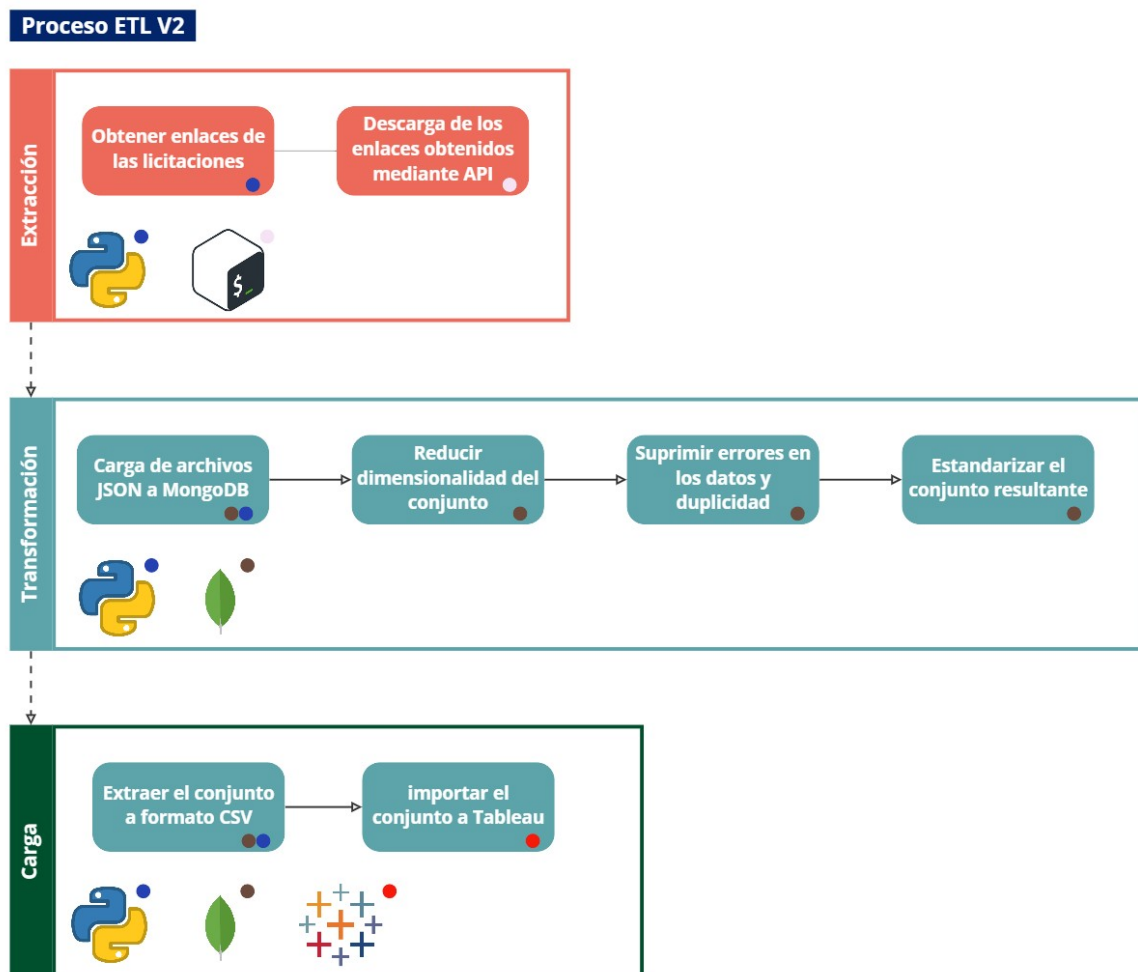 Proceso ETL V2
Extracción
Obtener enlaces de
las licitaciones
Descarga de los
enlaces obtenidos
mediante API
$_
Transformación
Carga de archivos
JSON a MongoDB
Reducir
dimensionalidad del
conjunto
Suprimir errores en
los datos y
duplicidad
Estandarizar el
conjunto resultante
Carga
Extraer el conjunto
a formato CSV
importar el
conjunto a Tableau